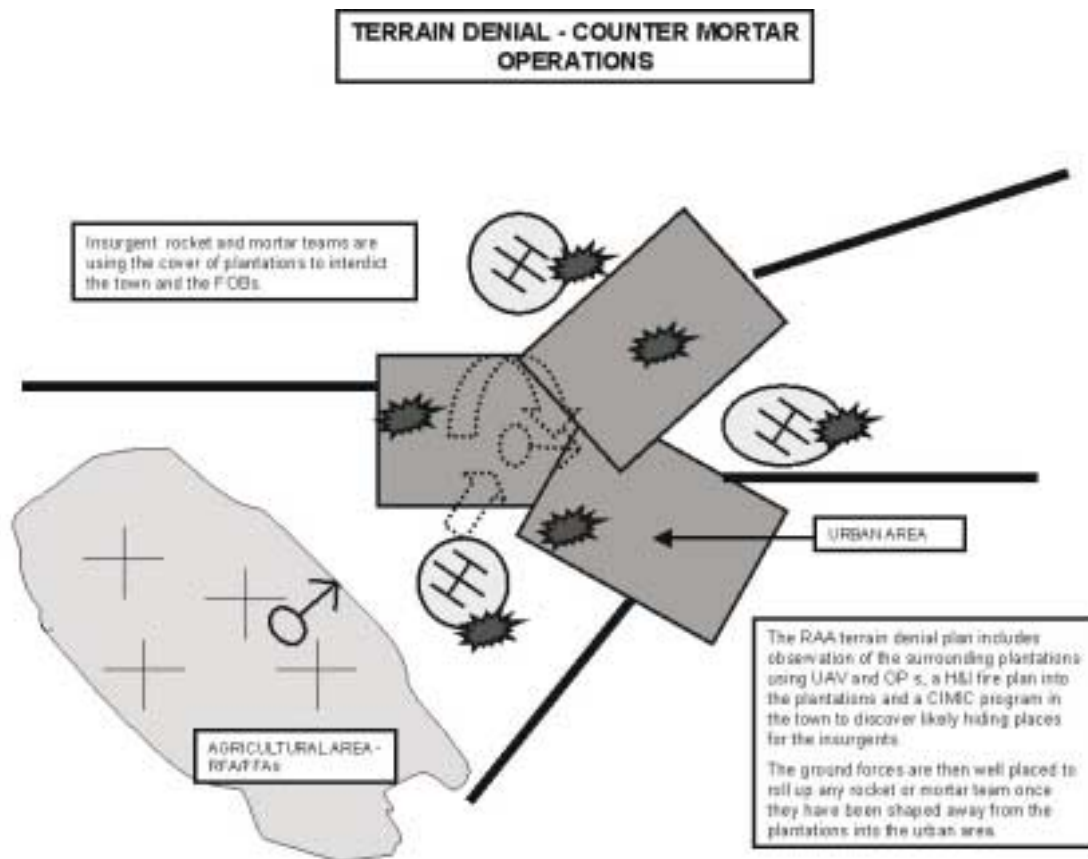 TERRAIN DENIAL - COUNTER MORTAR
OPERATIONS
Insurgent rocket and mortar teams are
using the cover of plantations to interdict
the town and the FOBs.
URBAN AREA
The RAA terrain denial plan includes
observation of the surrounding plantations
using UAV and OP s, a H&I fire plan into
the plantations and a CIMIC program in
the town to discover likely hiding places
for the insurgents.
The ground forces are then well placed to
roll up any rocket or mortar team once
they have been shaped away from the
plantations into the urban area.
AGRICULTURAL AREA -
RFA/FFAs